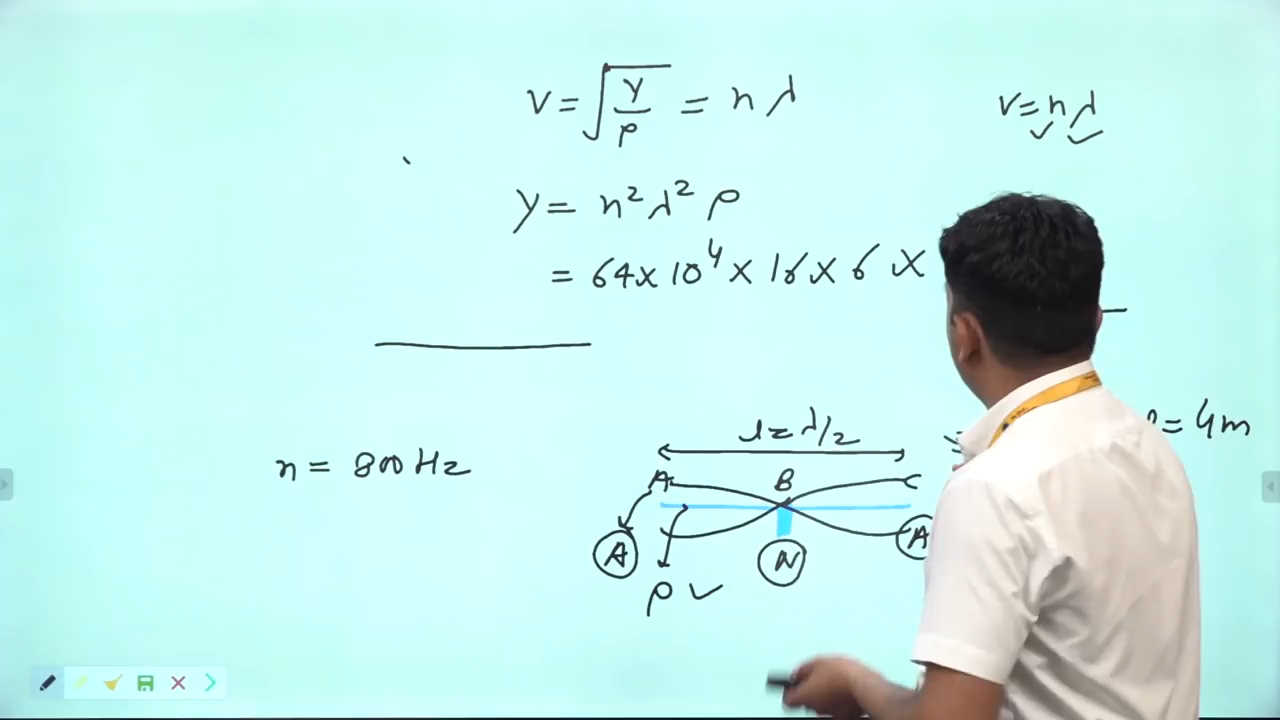 V = √(Y/ρ) = nλ
v = nλ
Y = n²λ²ρ
= 64 x 10⁴ x 16 x 6 x
l = λ/2
= 4m
n = 800 Hz
A B C
A N A
ρ